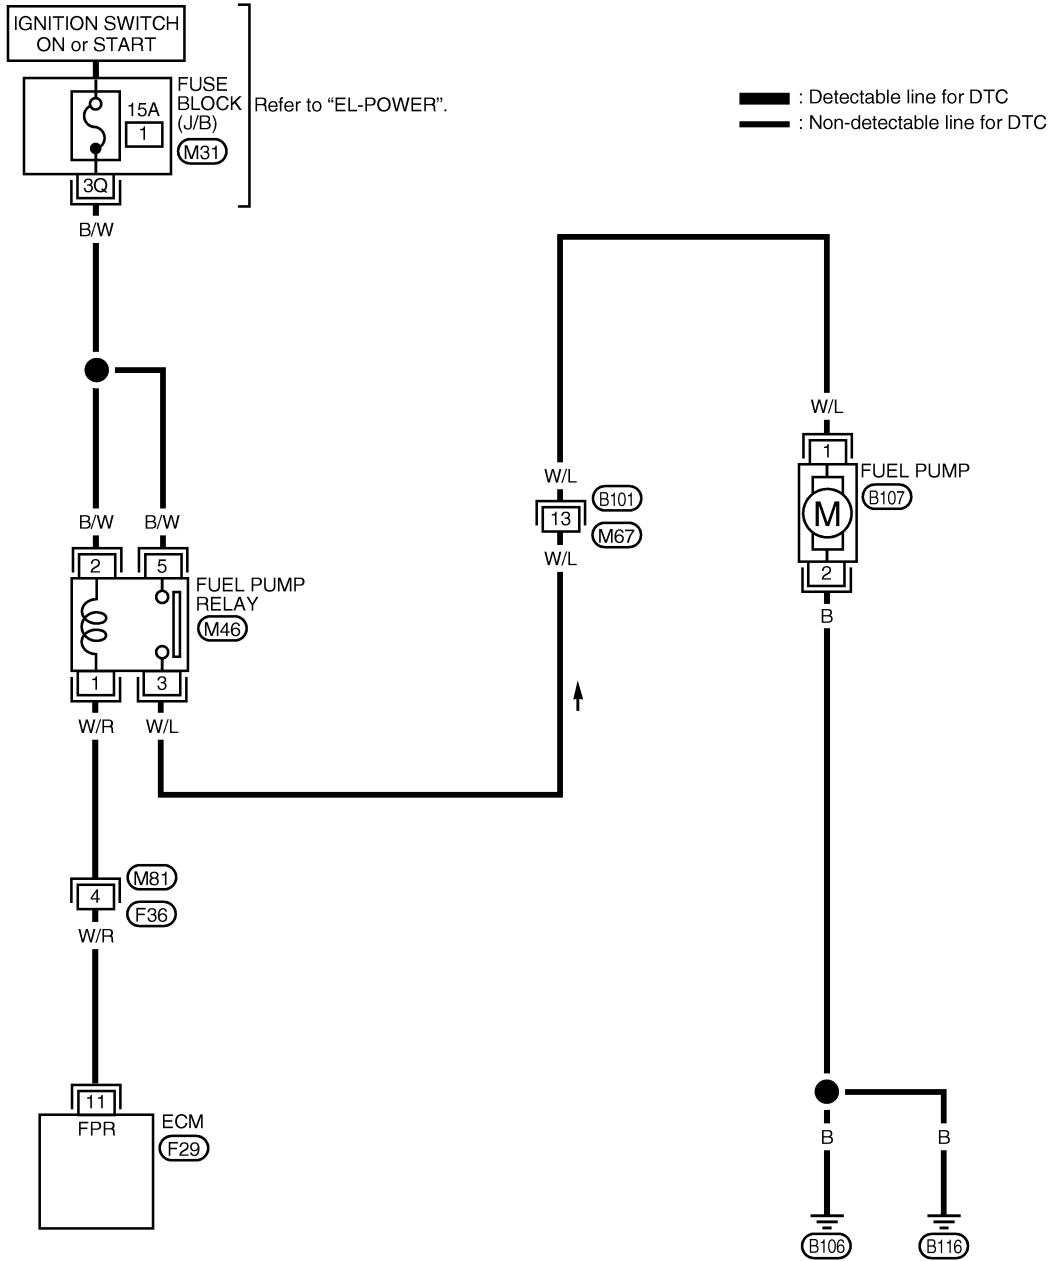 IGNITION SWITCH
ON or START
FUSE
BLOCK
(J/B)
M31
15A
1
3Q
Refer to “EL-POWER”.
: Detectable line for DTC
: Non-detectable line for DTC
B/W
B/W
B/W
2
5
FUEL PUMP
RELAY
M46
1
3
W/R
W/L
M81
4
F36
W/R
11
FPR
ECM
F29
W/L
B101
13
M67
W/L
W/L
1
FUEL PUMP
B107
M
2
B
B
B
B106
B116